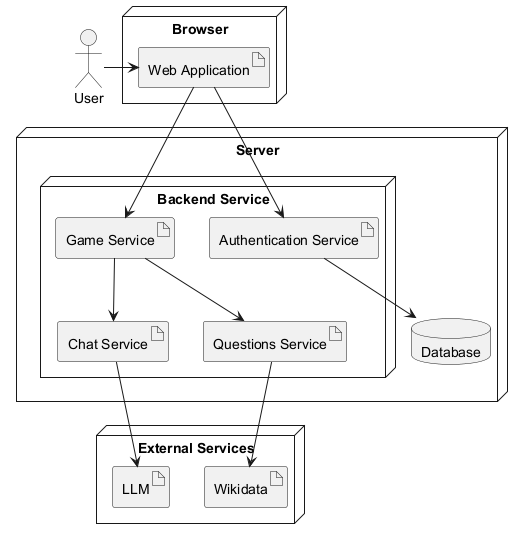 Browser
Web Application
User
Server
Backend Service
Game Service
Authentication Service
Chat Service
Questions Service
Database
External Services
LLM
Wikidata